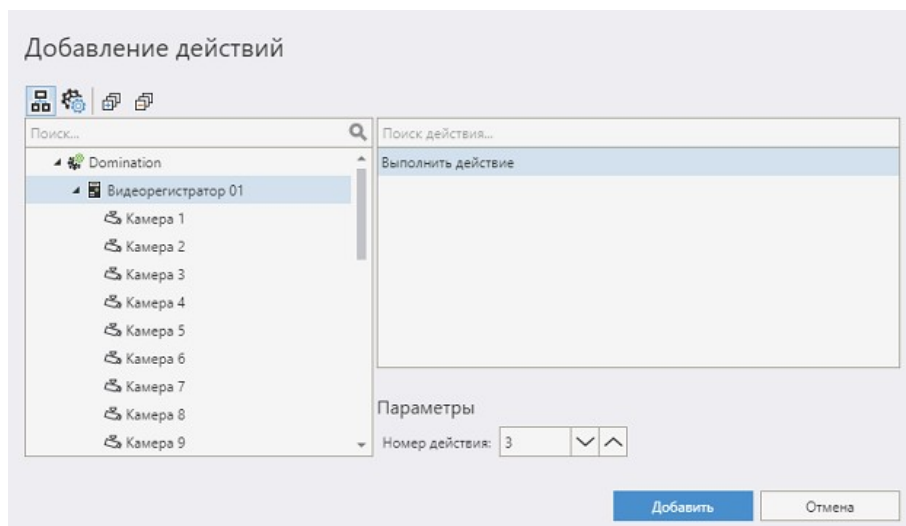 Добавление действий
Поиск...
Поиск действия...
Domination
Выполнить действие
Видеорегистратор 01
Камера 1
Камера 2
Камера 3
Камера 4
Камера 5
Камера 6
Камера 7
Камера 8
Камера 9
Параметры
Номер действия: 3
Добавить
Отмена